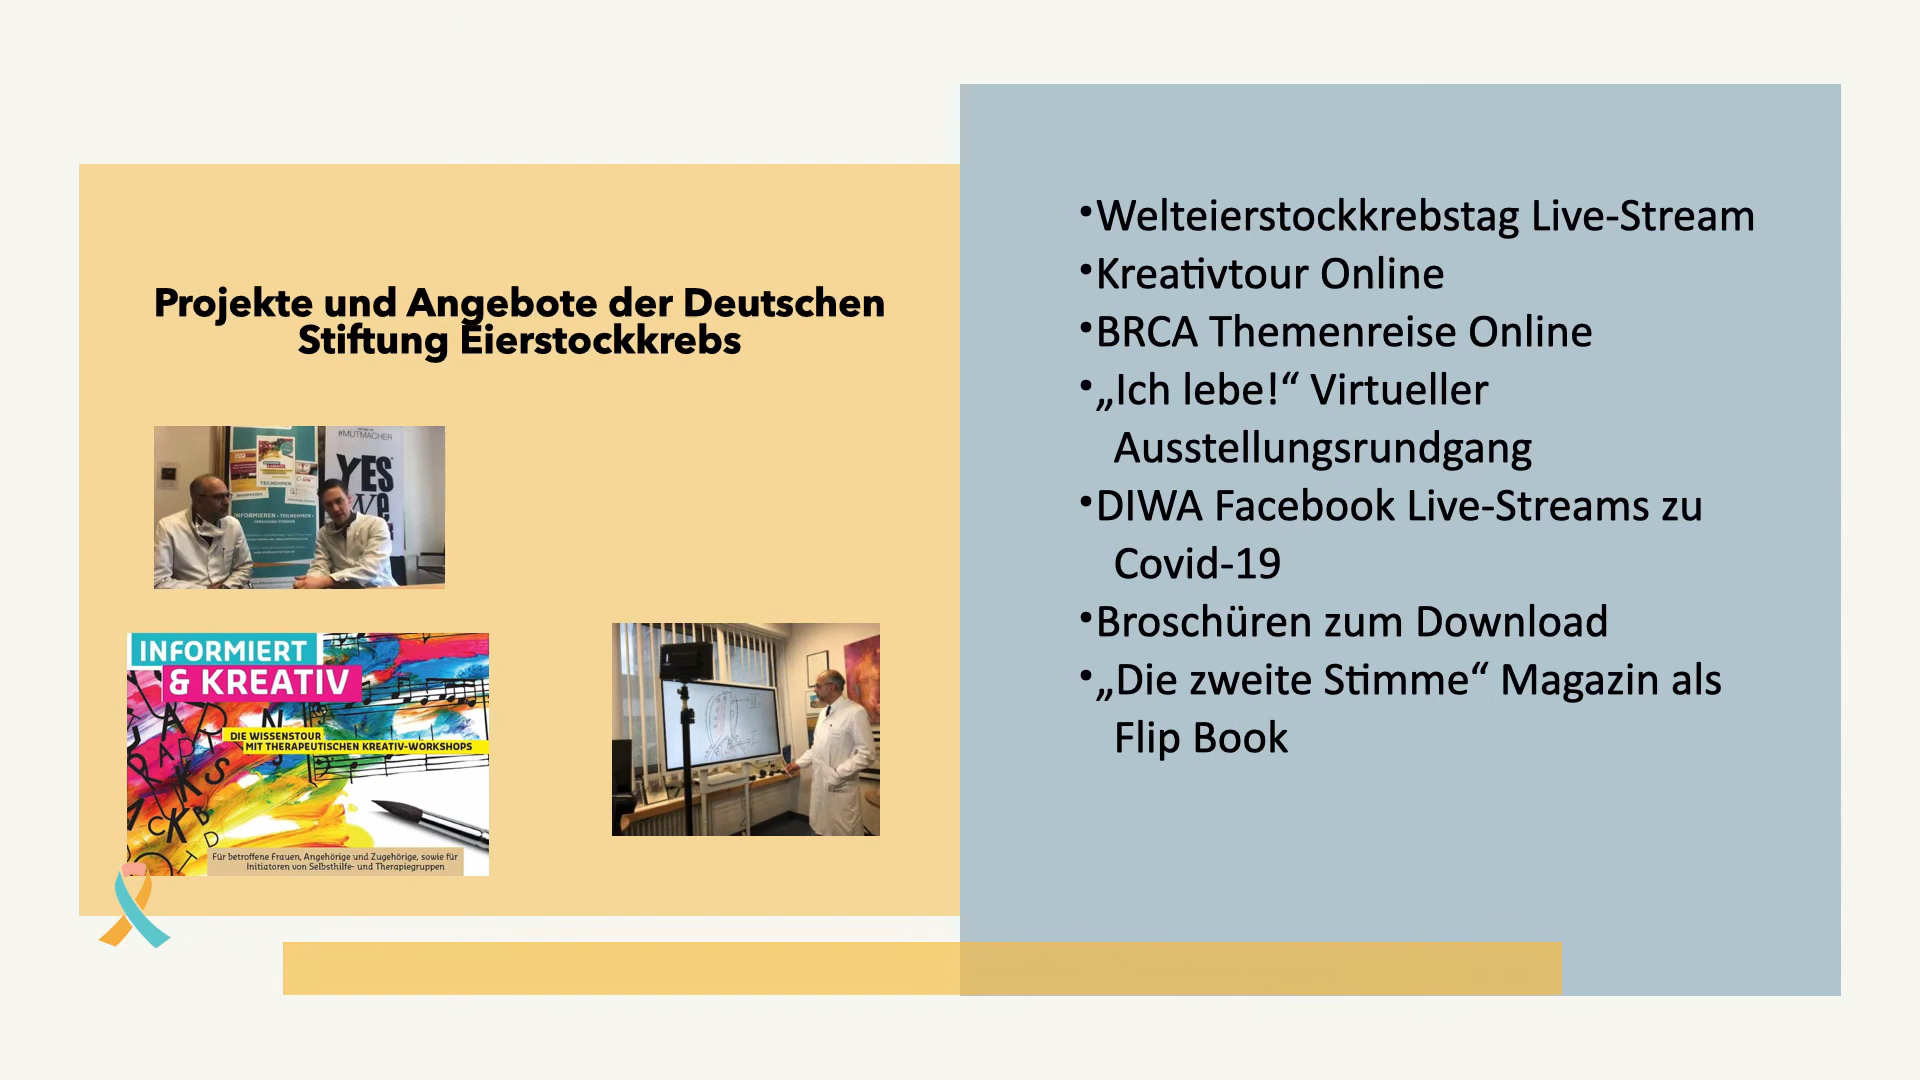 Projekte und Angebote der Deutschen
Stiftung Eierstockkrebs
#MUTMACHER
YES
we
TEILNEHMEN
INFORMIEREN · TEILNEHMEN ·
INFORMIERT
& KREATIV
DIE WISSENSTOUR
MIT THERAPEUTISCHEN KREATIV-WORKSHOPS
Für betroffene Frauen, Angehörige und Zugehörige, sowie für
Initiatoren von Selbsthilfe- und Therapiegruppen
•Welteierstockkrebstag Live-Stream
•Kreativtour Online
•BRCA Themenreise Online
•„Ich lebe!“ Virtueller
Ausstellungsrundgang
•DIWA Facebook Live-Streams zu
Covid-19
•Broschüren zum Download
•„Die zweite Stimme“ Magazin als
Flip Book